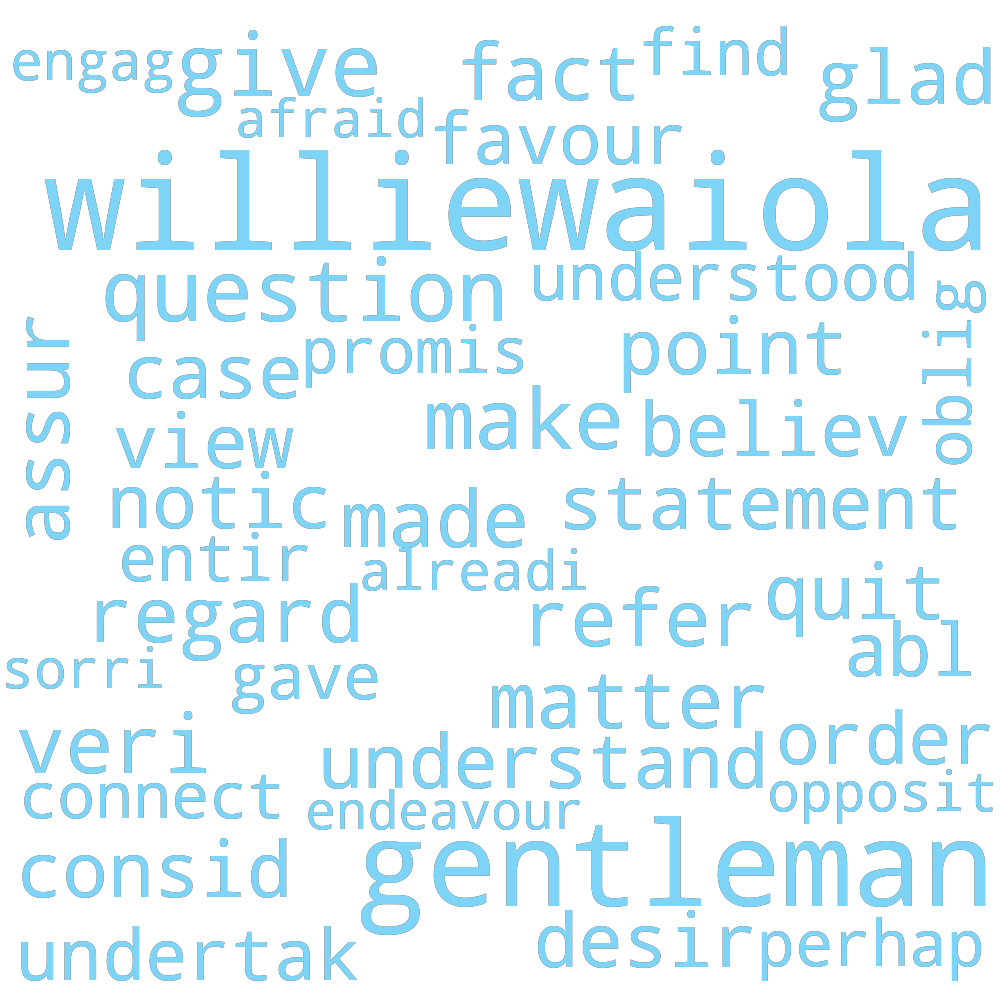 engag give fact find glad
afraid favour
williewaiola
question understood
oblig
assur
case promis point
view make believ
notic made statement
entir alreadi
regard refer quit
sorri gave abl
matter
veri understand order
connect endeavour opposit
consid gentleman
undertak desir perhap